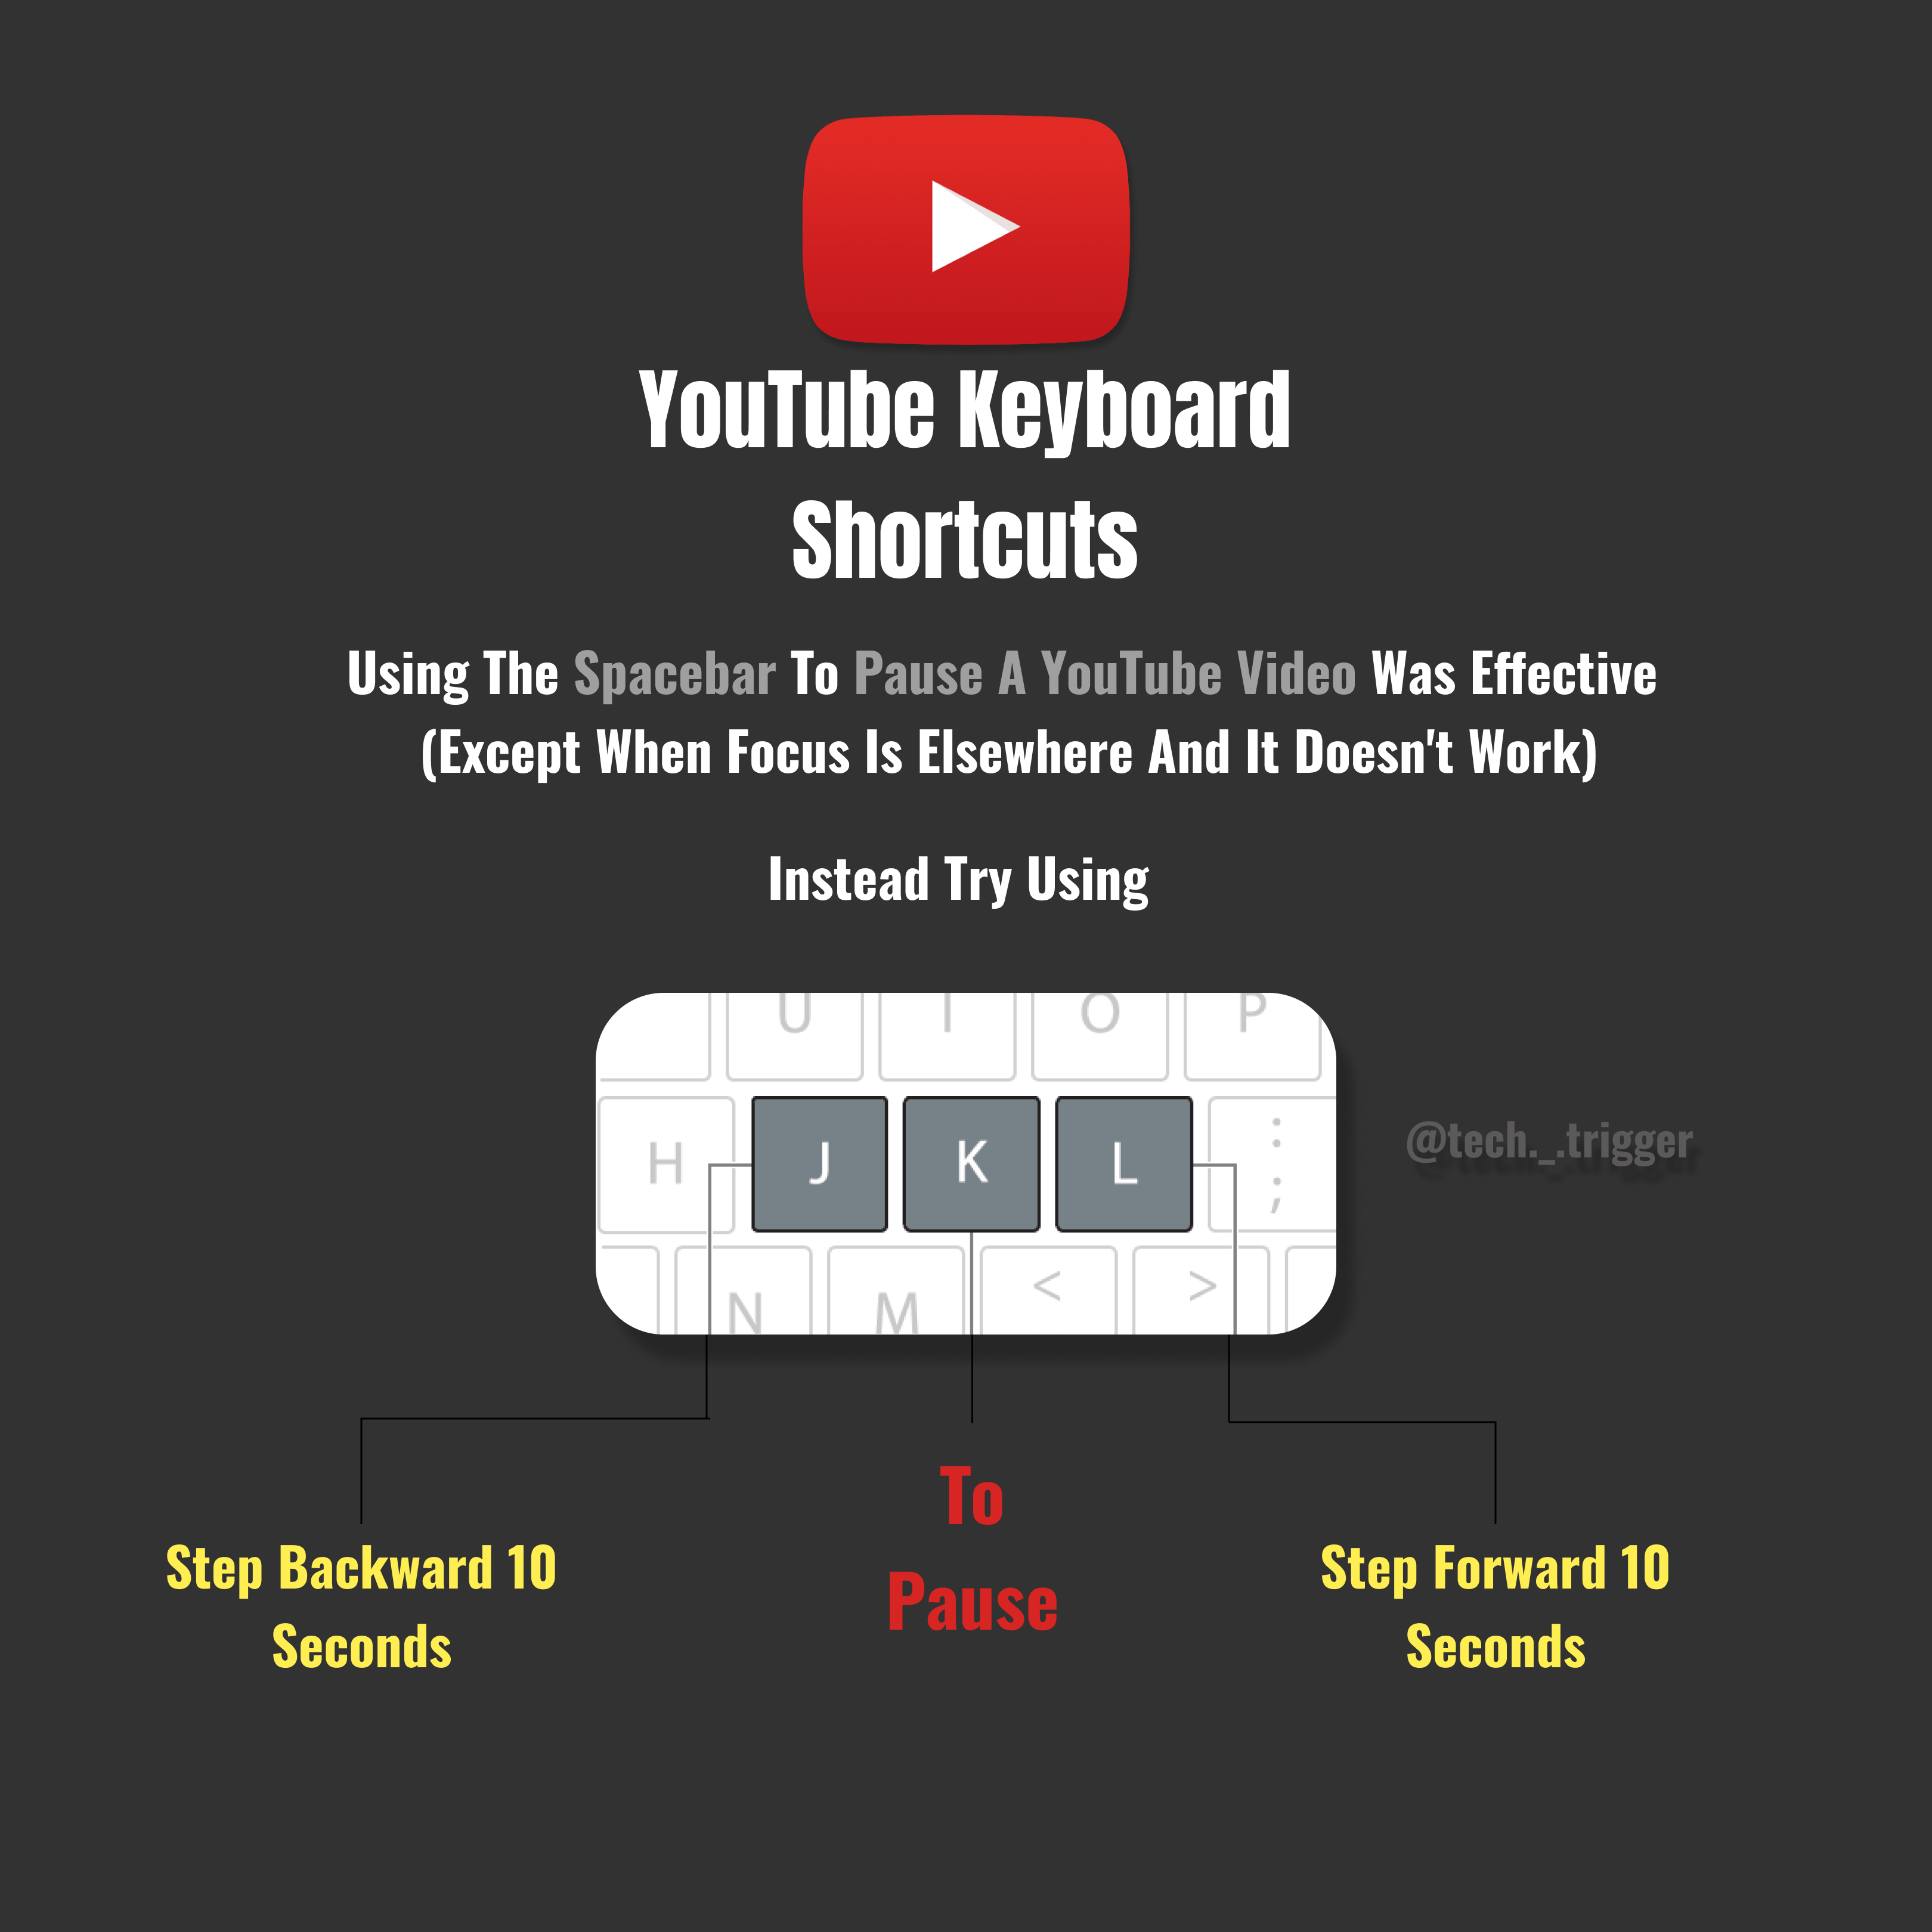 YouTube Keyboard
Shortcuts
Using The Spacebar To Pause A YouTube Video Was Effective
(Except When Focus Is Elsewhere And It Doesn't Work)
Instead Try Using
U I O P
H J K L : ;
N M < >
@tech._.trigger
To
Pause
Step Backward 10
Seconds
Step Forward 10
Seconds